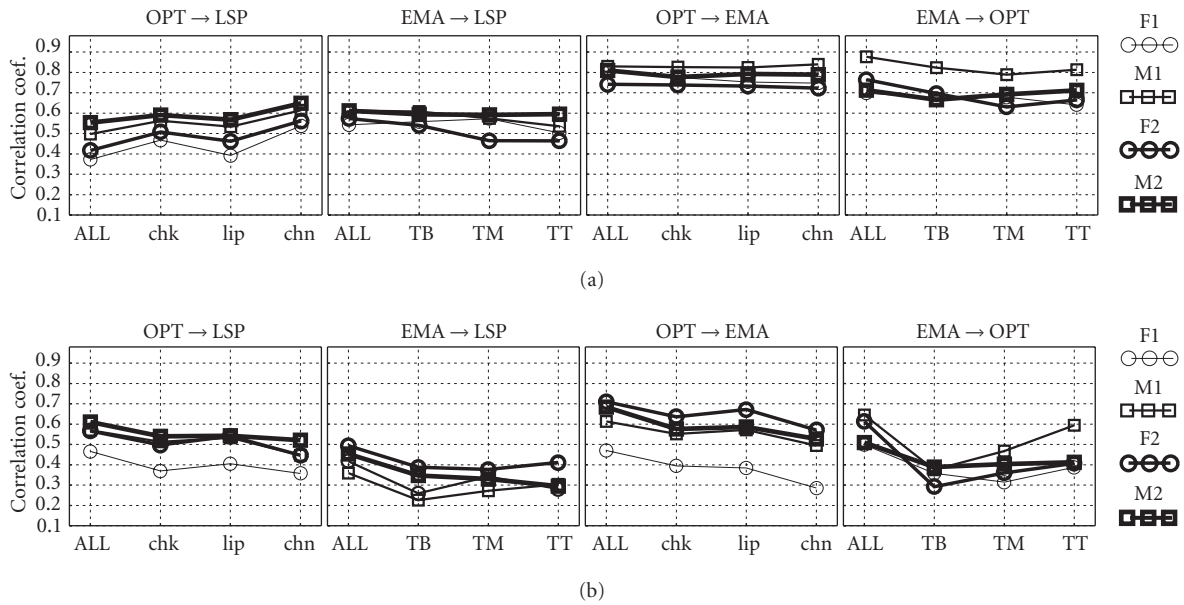 OPT → LSP EMA → LSP OPT → EMA EMA → OPT
Correlation coef.
0.9
0.8
0.7
0.6
0.5
0.4
0.3
0.2
0.1
ALL chk lip chn ALL TB TM TT ALL chk lip chn ALL TB TM TT
F1
M1
F2
M2
(a)
OPT → LSP EMA → LSP OPT → EMA EMA → OPT
Correlation coef.
0.9
0.8
0.7
0.6
0.5
0.4
0.3
0.2
0.1
ALL chk lip chn ALL TB TM TT ALL chk lip chn ALL TB TM TT
F1
M1
F2
M2
(b)